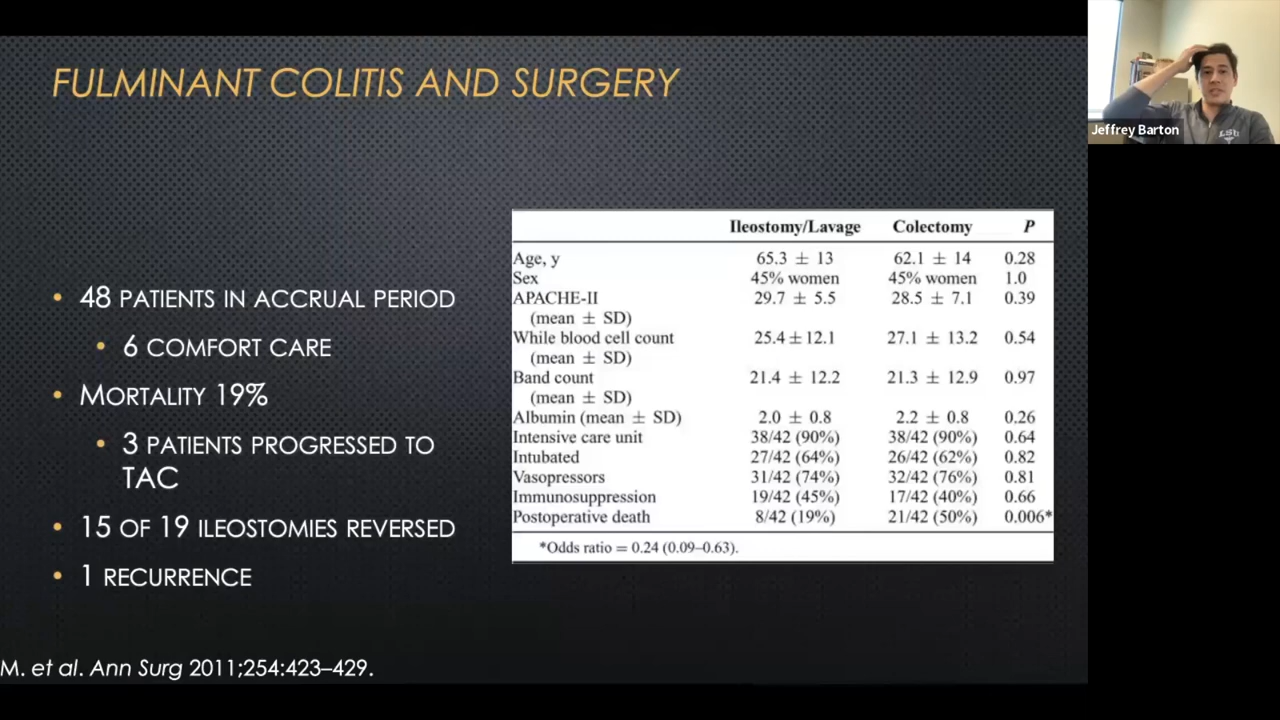 FULMINANT COLITIS AND SURGERY
Jeffrey Barton
LSU
• 48 PATIENTS IN ACCRUAL PERIOD
• 6 COMFORT CARE
• MORTALITY 19%
• 3 PATIENTS PROGRESSED TO
TAC
• 15 OF 19 ILEOSTOMIES REVERSED
• 1 RECURRENCE
Ileostomy/Lavage Colectomy P
Age, y 65.3 ± 13 62.1 ± 14 0.28
Sex 45% women 45% women 1.0
APACHE-II 29.7 ± 5.5 28.5 ± 7.1 0.39
(mean ± SD)
While blood cell count 25.4 ± 12.1 27.1 ± 13.2 0.54
(mean ± SD)
Band count 21.4 ± 12.2 21.3 ± 12.9 0.97
(mean ± SD)
Albumin (mean ± SD) 2.0 ± 0.8 2.2 ± 0.8 0.26
Intensive care unit 38/42 (90%) 38/42 (90%) 0.64
Intubated 27/42 (64%) 26/42 (62%) 0.82
Vasopressors 31/42 (74%) 32/42 (76%) 0.81
Immunosuppression 19/42 (45%) 17/42 (40%) 0.66
Postoperative death 8/42 (19%) 21/42 (50%) 0.006*
*Odds ratio = 0.24 (0.09–0.63).
M. et al. Ann Surg 2011;254:423–429.